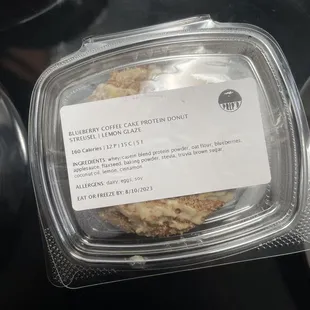 BLUEBERRY COFFEE CAKE PROTEIN DONUT
STREUSEL | LEMON GLAZE
160 Calories | 17 P | 15 C | 5 f
INGREDIENTS: whey/casein blend protein powder, oat flour, blueberries,
applesauce, flaxseed, baking powder, stevia, truvia brown sugar,
coconut oil, lemon, cinnamon
ALLERGENS: dairy, eggs, soy
EAT OR FREEZE BY: 8/10/2023